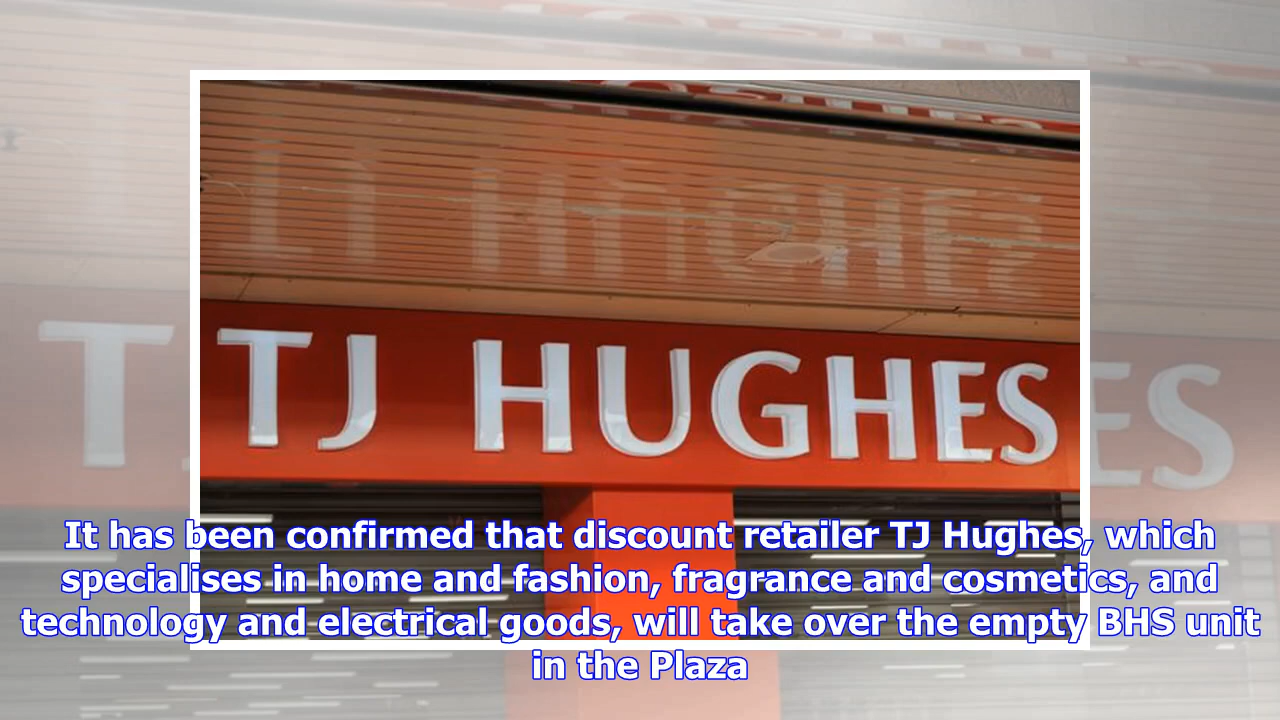 TJ HUGHES
It has been confirmed that discount retailer TJ Hughes, which
specialises in home and fashion, fragrance and cosmetics, and
technology and electrical goods, will take over the empty BHS unit
in the Plaza